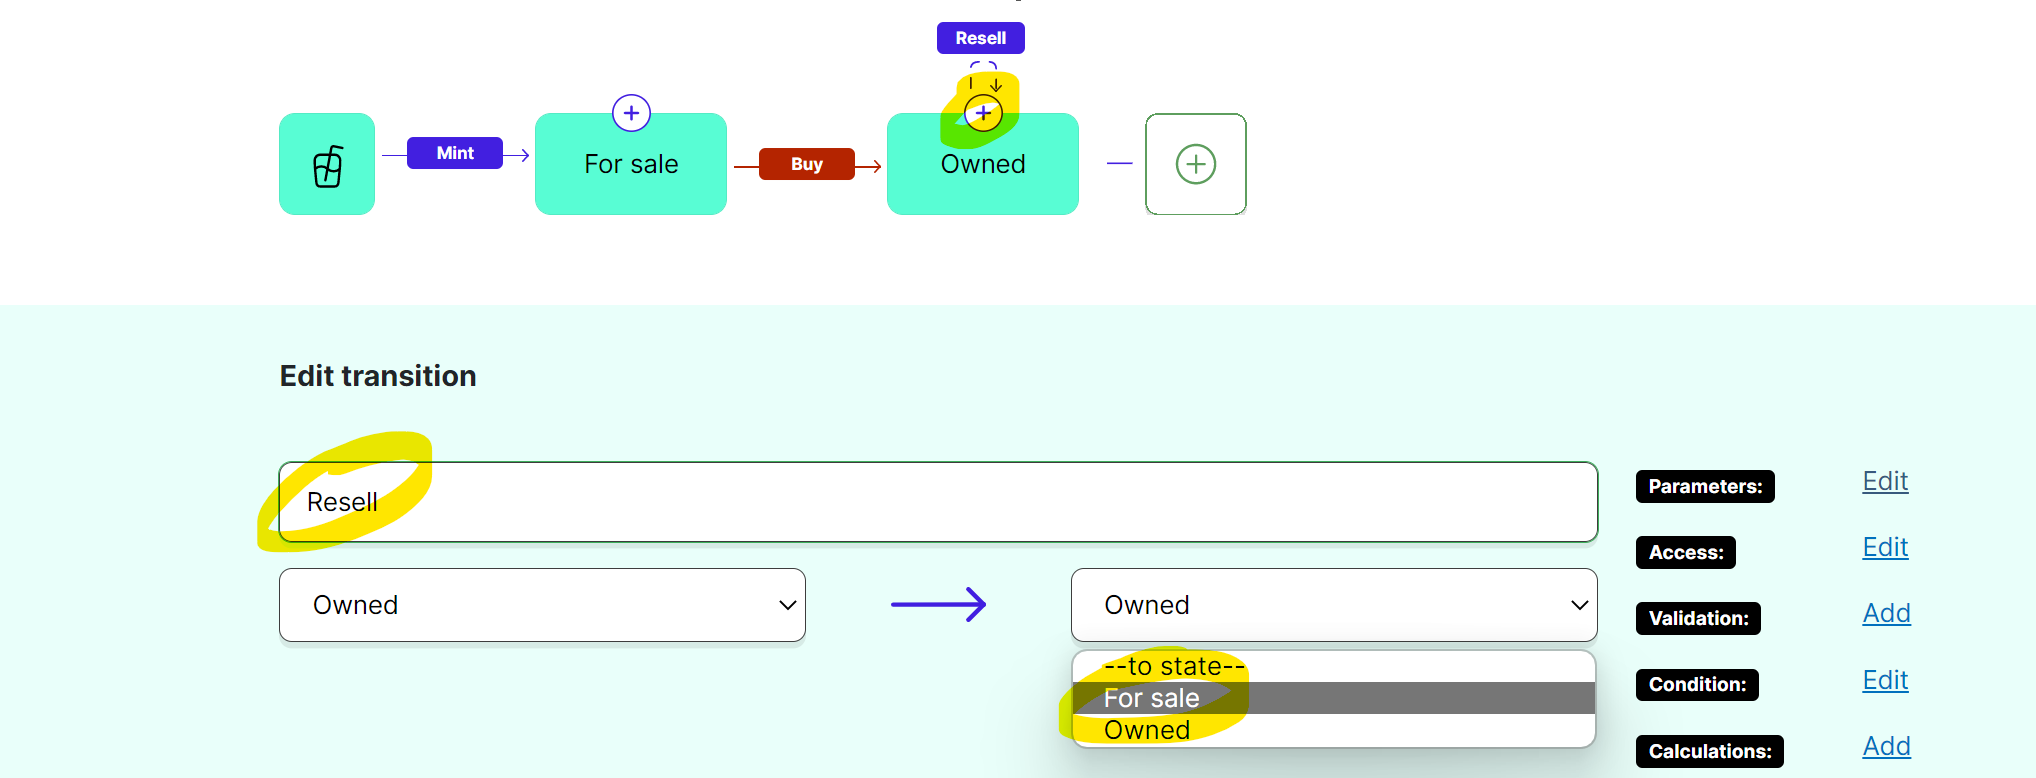 Resell
Mint
For sale
Buy
Owned
Edit transition
Resell
Parameters: Edit
Access: Edit
Owned
Owned
Validation: Add
--to state--
For sale
Owned
Condition: Edit
Calculations: Add